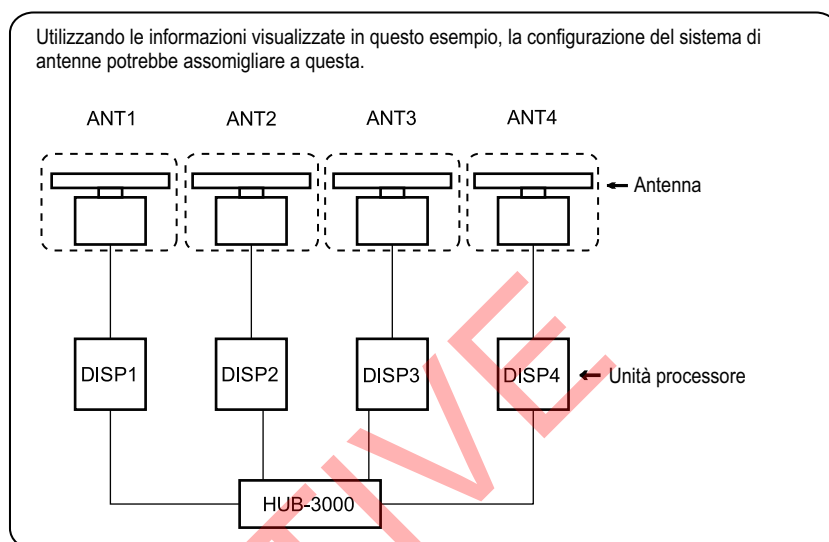 Utilizzando le informazioni visualizzate in questo esempio, la configurazione del sistema di
antenne potrebbe assomigliare a questa.
ANT1 ANT2 ANT3 ANT4
Antenna
DISP1 DISP2 DISP3 DISP4
Unità processore
HUB-3000
TIVE